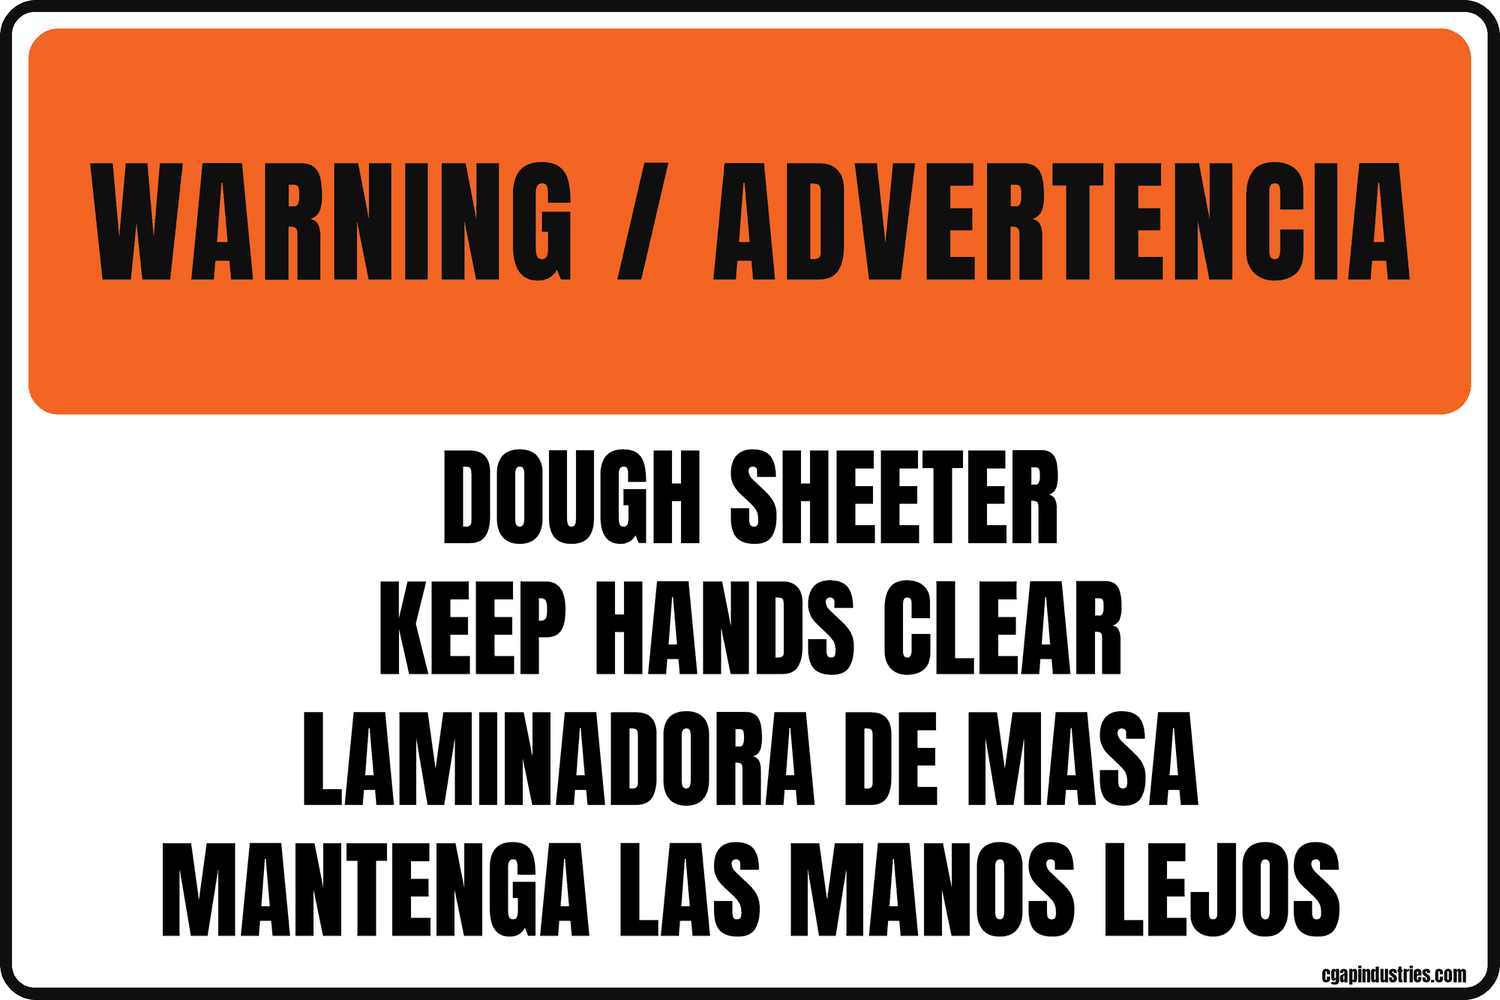 WARNING / ADVERTENCIA
DOUGH SHEETER
KEEP HANDS CLEAR
LAMINADORA DE MASA
MANTENGA LAS MANOS LEJOS
cgapindustries.com